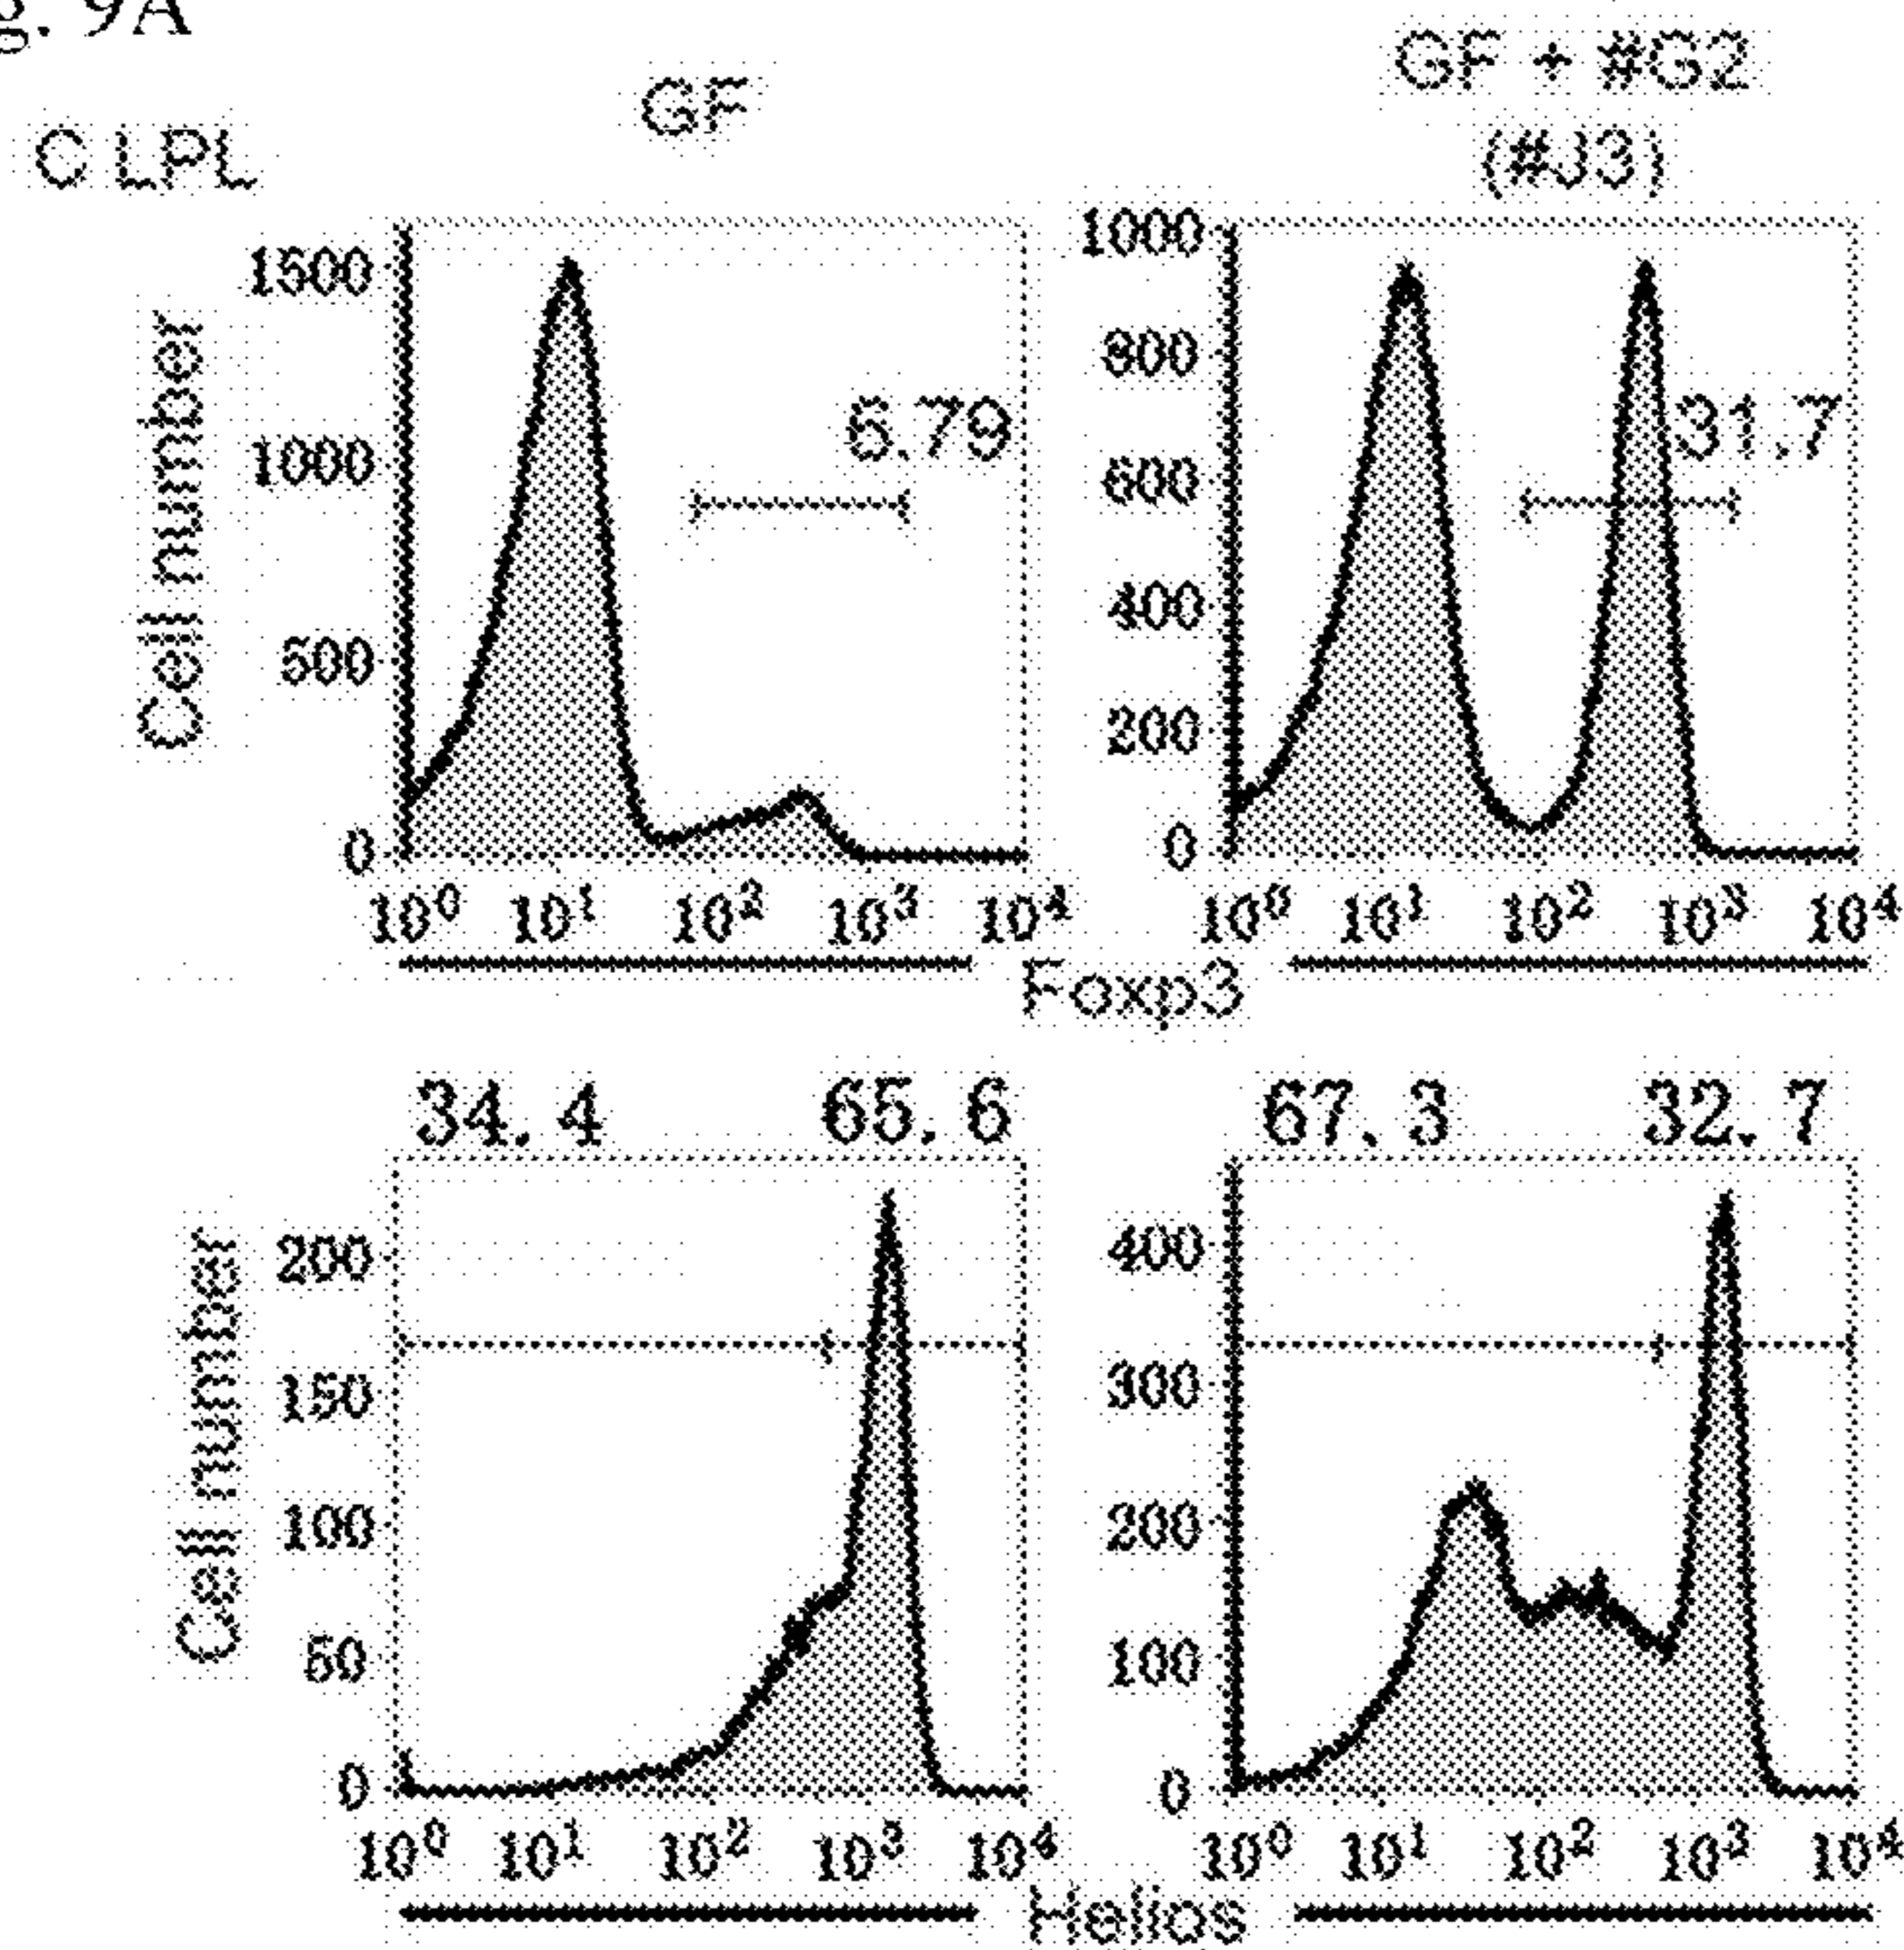 g. 9A
C LPL
GF
GF + #G2
(#J3)
Cell number
1500
1000
500
0
6.79
10⁰ 10¹ 10² 10³ 10⁴
1000
800
600
400
200
0
31.7
10⁰ 10¹ 10² 10³ 10⁴
Foxp3
34.4 65.6
Cell number
200
150
100
50
0
10⁰ 10¹ 10² 10³ 10⁴
67.3 32.7
400
300
200
100
0
10⁰ 10¹ 10² 10³ 10⁴
Helios